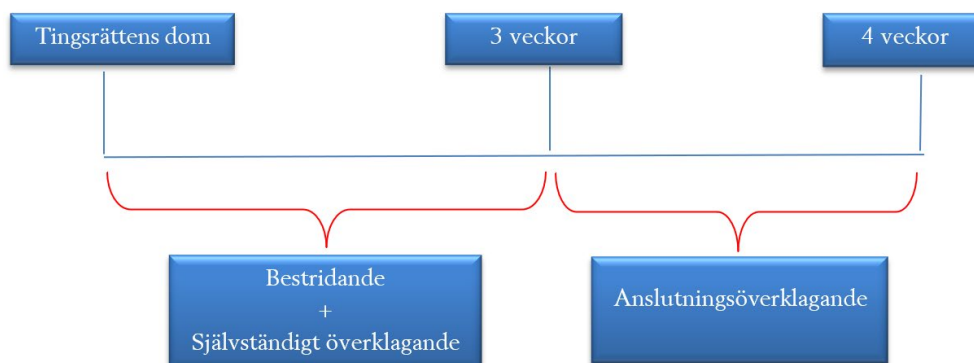 Tingsrättens dom
3 veckor
4 veckor
Bestridande
+
Självständigt överklagande
Anslutningsöverklagande